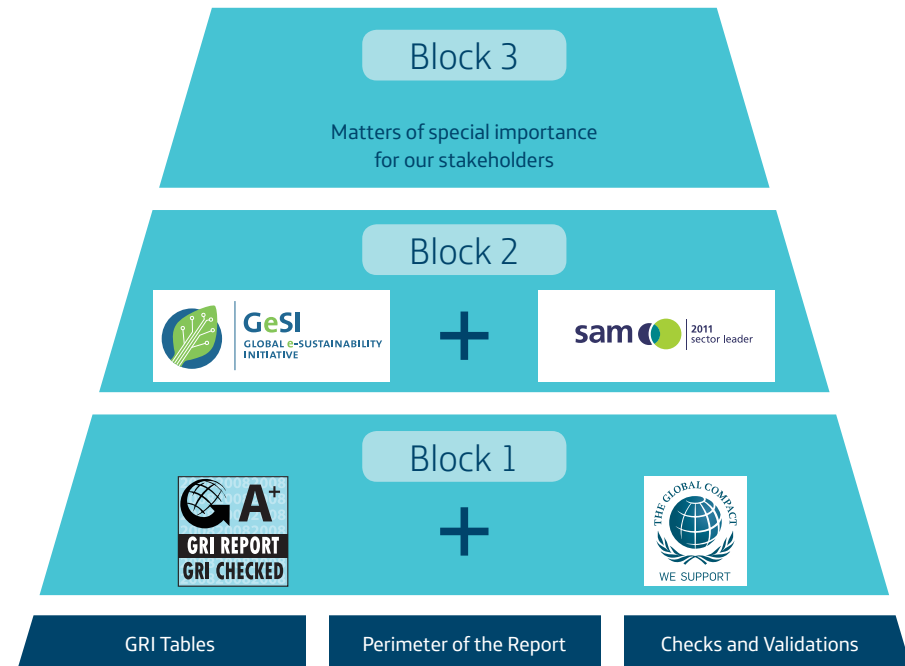 Block 3
Matters of special importance
for our stakeholders
Block 2
GeSI
GLOBAL e-SUSTAINABILITY
INITIATIVE
+
sam
2011
sector leader
Block 1
GA+
GRI REPORT
GRI CHECKED
+
THE GLOBAL COMPACT
WE SUPPORT
GRI Tables
Perimeter of the Report
Checks and Validations